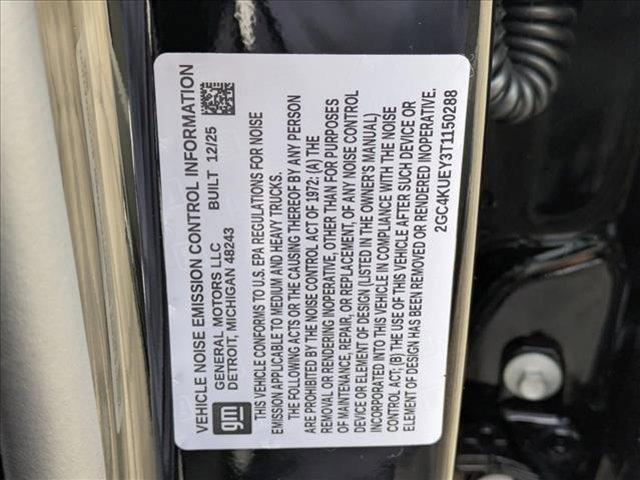 VEHICLE NOISE EMISSION CONTROL INFORMATION
gm
GENERAL MOTORS LLC BUILT 12/25
DETROIT, MICHIGAN 48243
THIS VEHICLE CONFORMS TO U.S. EPA REGULATIONS FOR NOISE
EMISSION APPLICABLE TO MEDIUM AND HEAVY TRUCKS.
THE FOLLOWING ACTS OR THE CAUSING THEREOF BY ANY PERSON
ARE PROHIBITED BY THE NOISE CONTROL ACT OF 1972: (A) THE
REMOVAL OR RENDERING INOPERATIVE, OTHER THAN FOR PURPOSES
OF MAINTENANCE, REPAIR, OR REPLACEMENT, OF ANY NOISE CONTROL
DEVICE OR ELEMENT OF DESIGN (LISTED IN THE OWNER'S MANUAL)
INCORPORATED INTO THIS VEHICLE IN COMPLIANCE WITH THE NOISE
CONTROL ACT; (B) THE USE OF THIS VEHICLE AFTER SUCH DEVICE OR
ELEMENT OF DESIGN HAS BEEN REMOVED OR RENDERED INOPERATIVE.
2GC4KUEY3T1150288